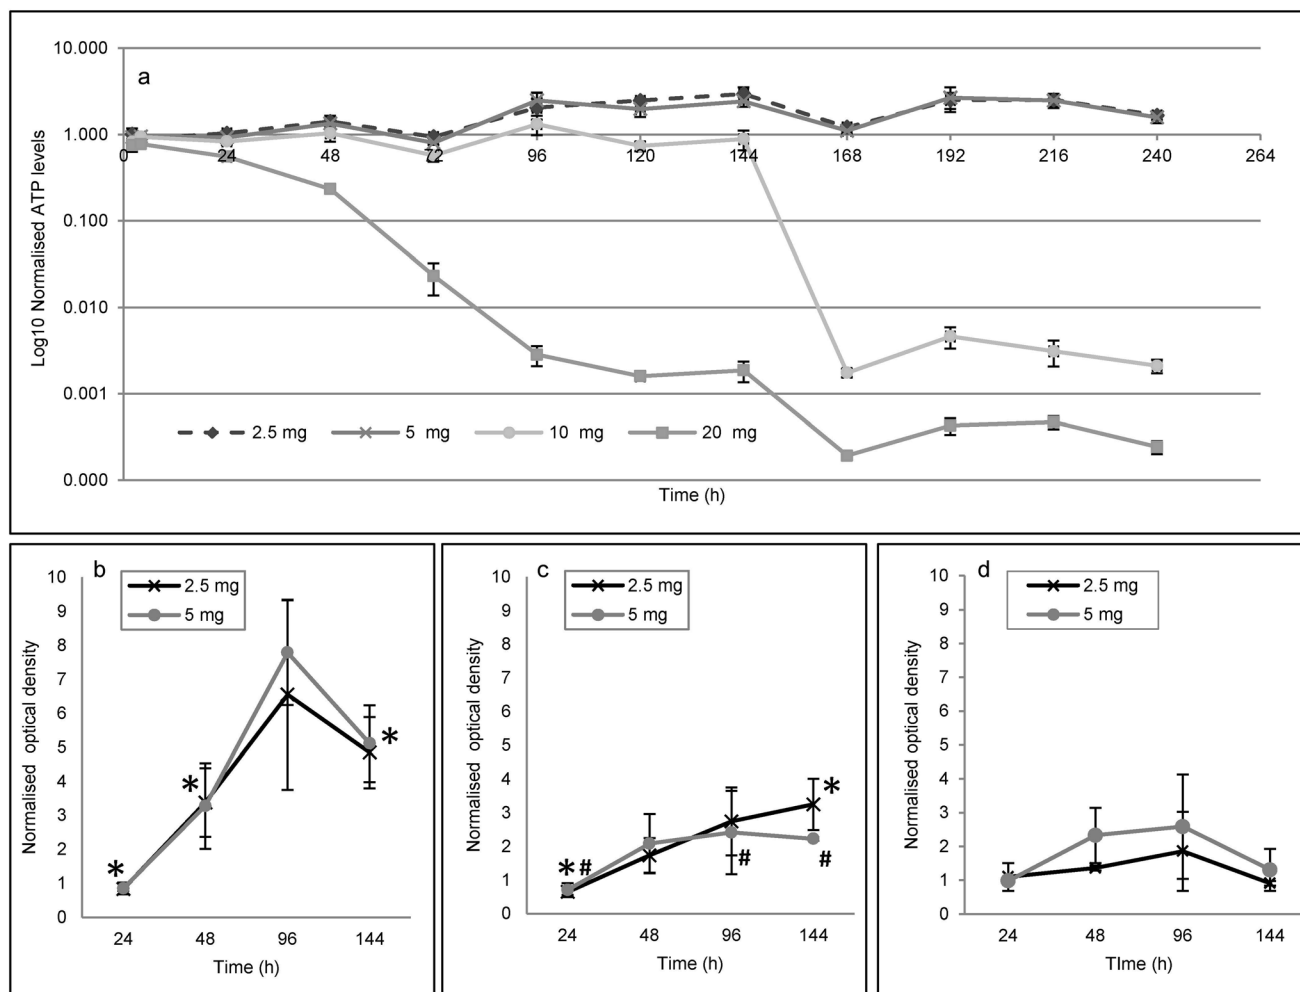 a
Log10 Normalised ATP levels
10.000
1.000
0.100
0.010
0.001
0.000
0 24 48 72 96 120 144 168 192 216 240 264
2.5 mg 5 mg 10 mg 20 mg
Time (h)
b
2.5 mg
5 mg
Normalised optical density
10
9
8
7
6
5
4
3
2
1
0
*
*
*
24 48 96 144
Time (h)
c
2.5 mg
5 mg
Normalised optical density
10
9
8
7
6
5
4
3
2
1
0
*
*#
#
#
24 48 96 144
Time (h)
d
2.5 mg
5 mg
Normalised optical density
10
9
8
7
6
5
4
3
2
1
0
24 48 96 144
TIme (h)